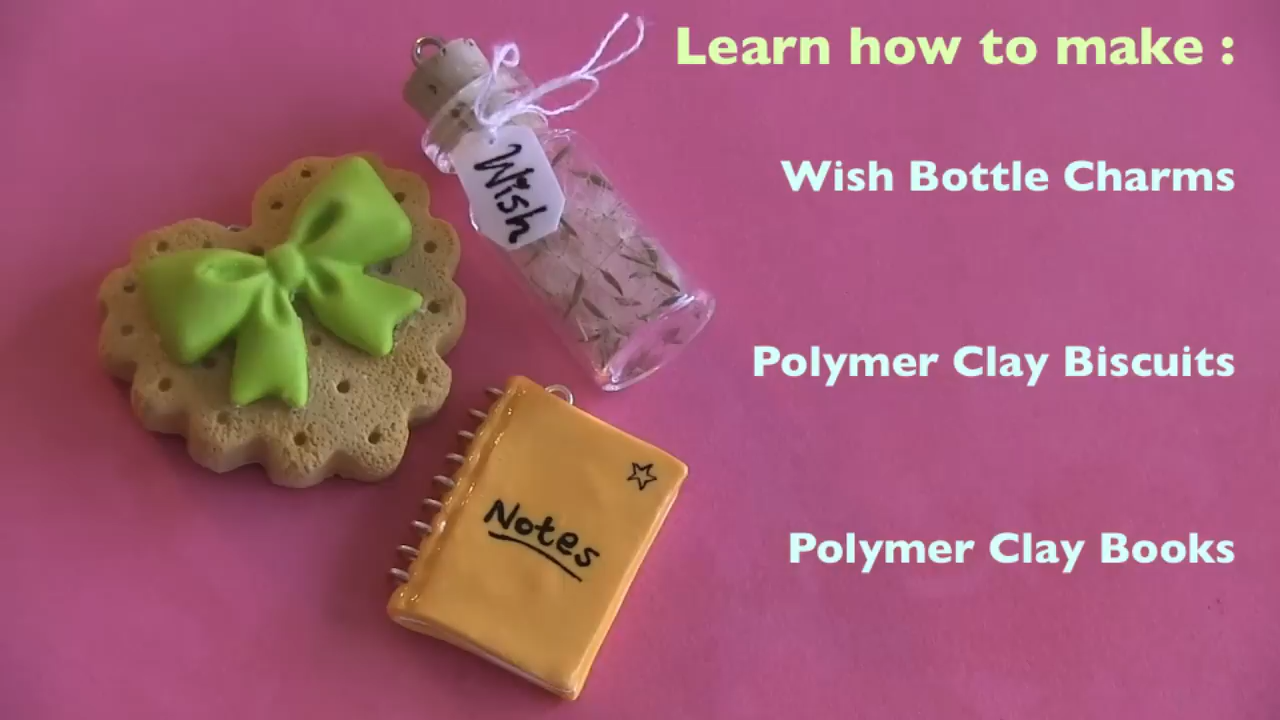 Learn how to make :
Wish Bottle Charms
Wish
Polymer Clay Biscuits
Polymer Clay Books
Notes